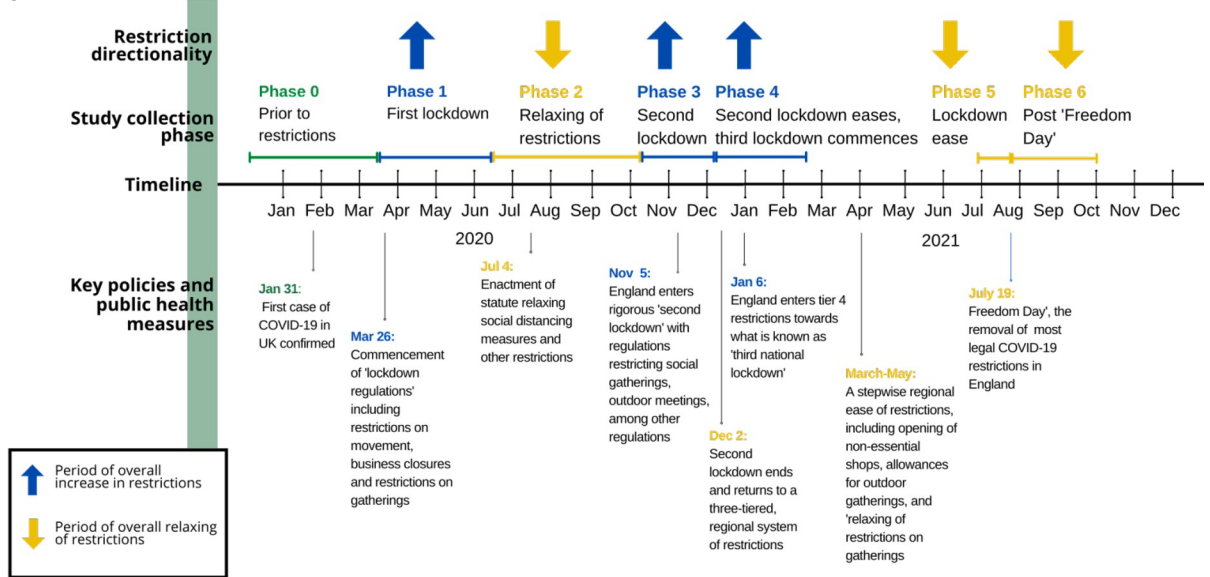 Restriction
directionality
Study collection
phase
Phase 0
Prior to
restrictions
Phase 1
First lockdown
Phase 2
Relaxing of
restrictions
Phase 3
Second
lockdown
Phase 4
Second lockdown eases,
third lockdown commences
Phase 5
Lockdown
ease
Phase 6
Post 'Freedom
Day'
Timeline
Jan Feb Mar Apr May Jun Jul Aug Sep Oct Nov Dec Jan Feb Mar Apr May Jun Jul Aug Sep Oct Nov Dec
2020 2021
Key policies and
public health
measures
Jan 31:
First case of
COVID-19 in
UK confirmed
Mar 26:
Commencement
of 'lockdown
regulations'
including
restrictions on
movement,
business closures
and restrictions on
gatherings
Jul 4:
Enactment of
statute relaxing
social distancing
measures and
other restrictions
Nov 5:
England enters
rigorous 'second
lockdown' with
regulations
restricting social
gatherings,
outdoor meetings,
among other
regulations
Dec 2:
Second
lockdown ends
and returns to a
three-tiered,
regional system
of restrictions
Jan 6:
England enters tier 4
restrictions towards
what is known as
'third national
lockdown'
March-May:
A stepwise regional
ease of restrictions,
including opening of
non-essential
shops, allowances
for outdoor
gatherings, and
'relaxing of
restrictions on
gatherings
July 19:
Freedom Day', the
removal of most
legal COVID-19
restrictions in
England
Period of overall
increase in restrictions
Period of overall relaxing
of restrictions